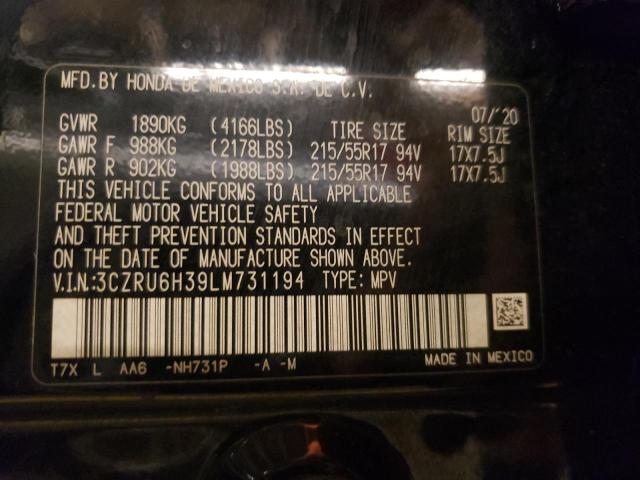 MFD. BY HONDA DE MEXICO S.A. DE C.V.
07/'20
GVWR 1890KG (4166LBS) TIRE SIZE RIM SIZE
GAWR F 988KG (2178LBS) 215/55R17 94V 17X7.5J
GAWR R 902KG (1988LBS) 215/55R17 94V 17X7.5J
THIS VEHICLE CONFORMS TO ALL APPLICABLE
FEDERAL MOTOR VEHICLE SAFETY
AND THEFT PREVENTION STANDARDS IN EFFECT
ON THE DATE OF MANUFACTURE SHOWN ABOVE.
V.I.N.:3CZRU6H39LM731194 TYPE: MPV
T7X L AA6 -NH731P -A -M MADE IN MEXICO